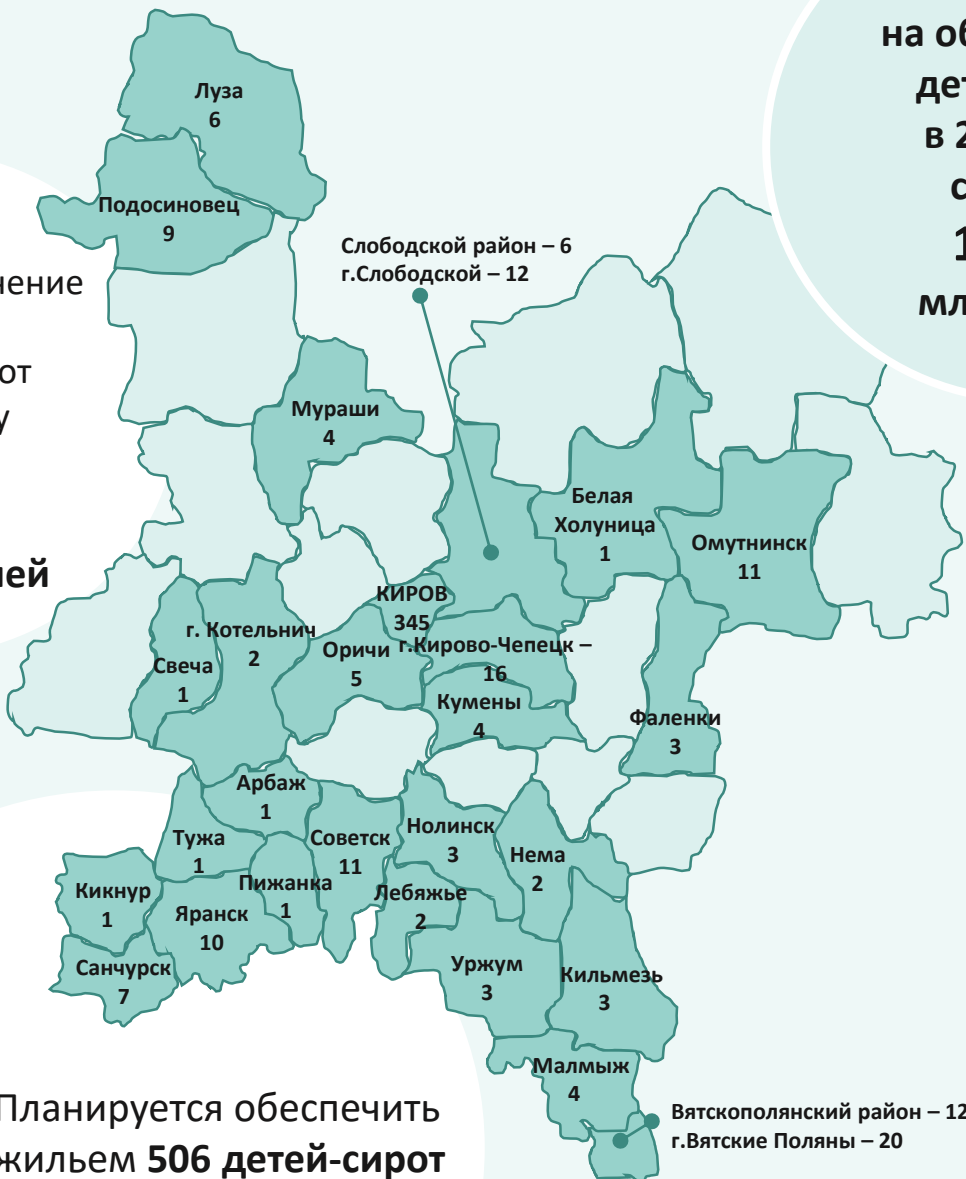 на об
дет
в 2
с
1
мл
Луза
6
Подосиновец
9
Слободской район – 6
г.Слободской – 12
чение
от
у
ей
Мураши
4
Белая
Холуница
1
Омутнинск
11
КИРОВ
345
г. Котельнич
2
Свеча
1
Оричи
5
г.Кирово-Чепецк –
16
Кумены
4
Фаленки
3
Арбаж
1
Тужа
1
Советск
11
Нолинск
3
Нема
2
Кикнур
1
Яранск
10
Пижанка
1
Лебяжье
2
Санчурск
7
Уржум
3
Кильмезь
3
Малмыж
4
Вятскополянский район – 12
г.Вятские Поляны – 20
Планируется обеспечить
жильем 506 детей-сирот